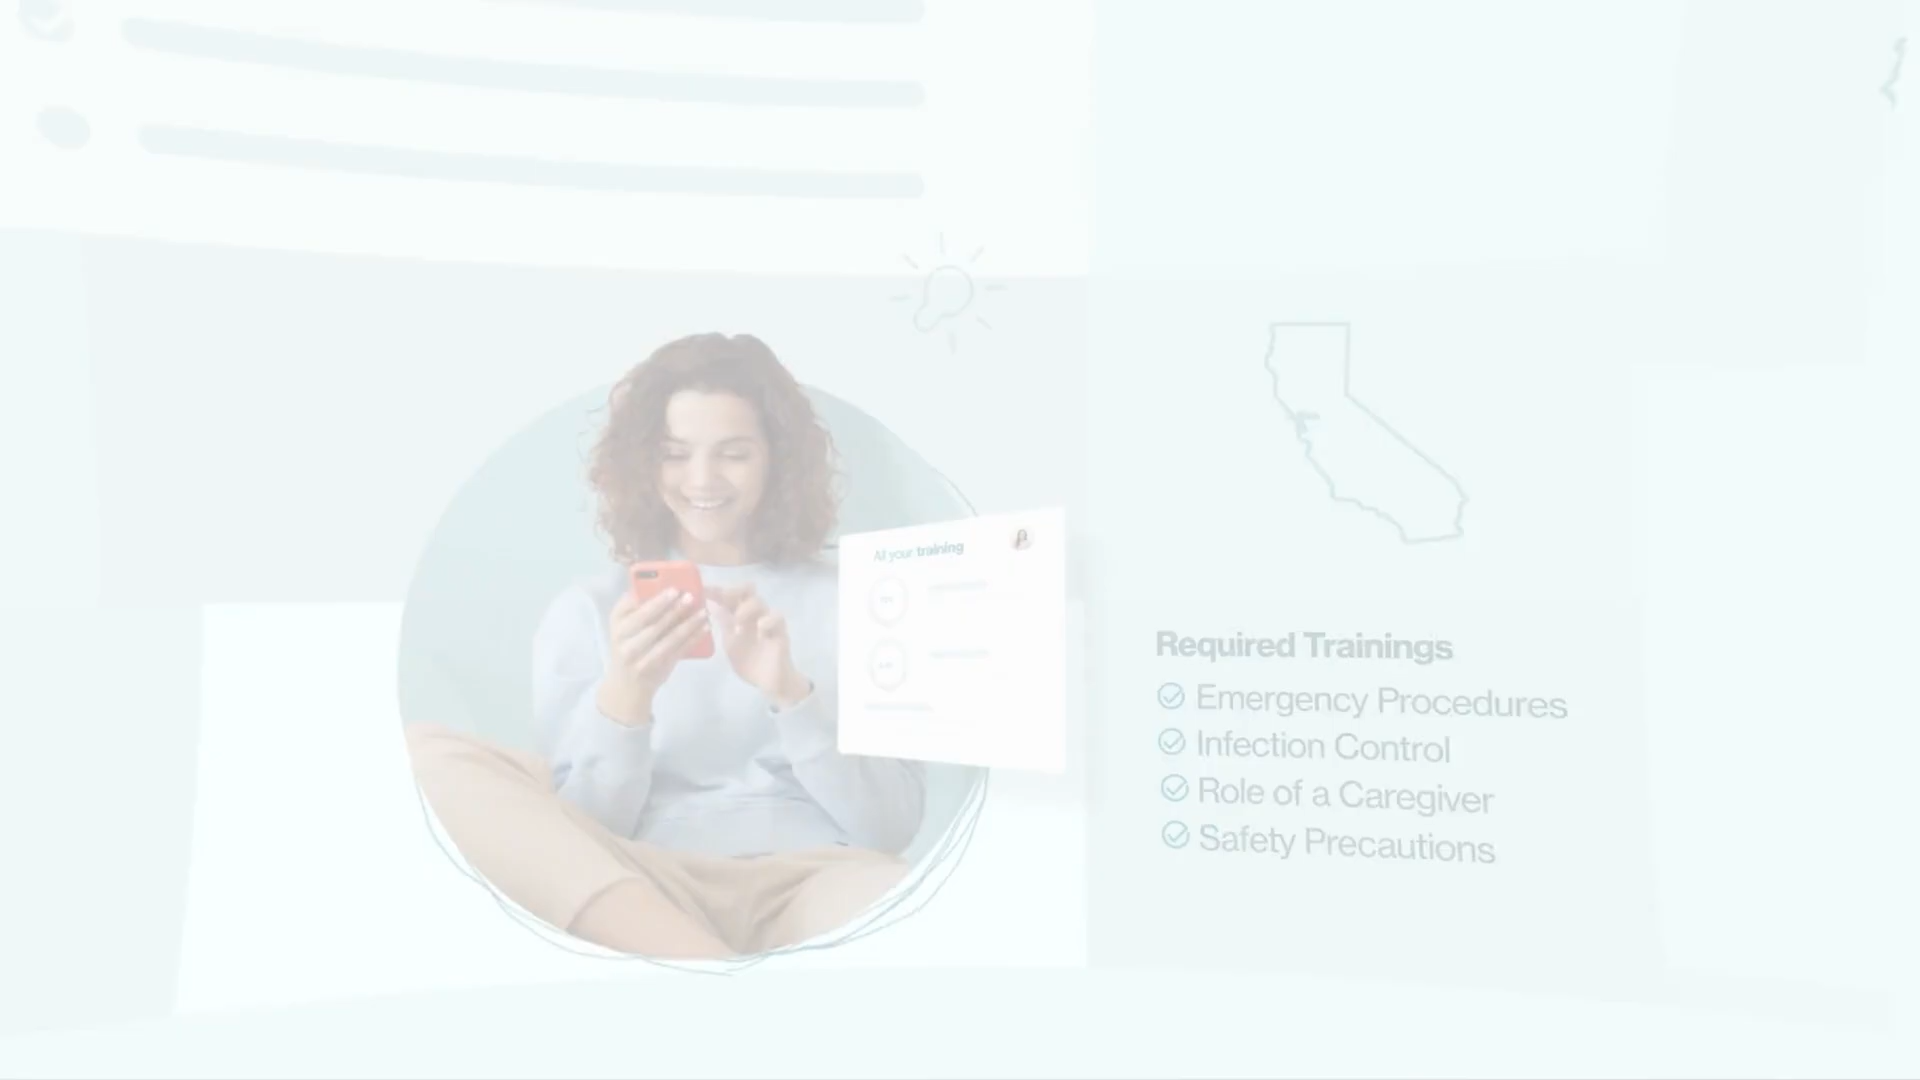 All your training
Required Trainings
Emergency Procedures
Infection Control
Role of a Caregiver
Safety Precautions